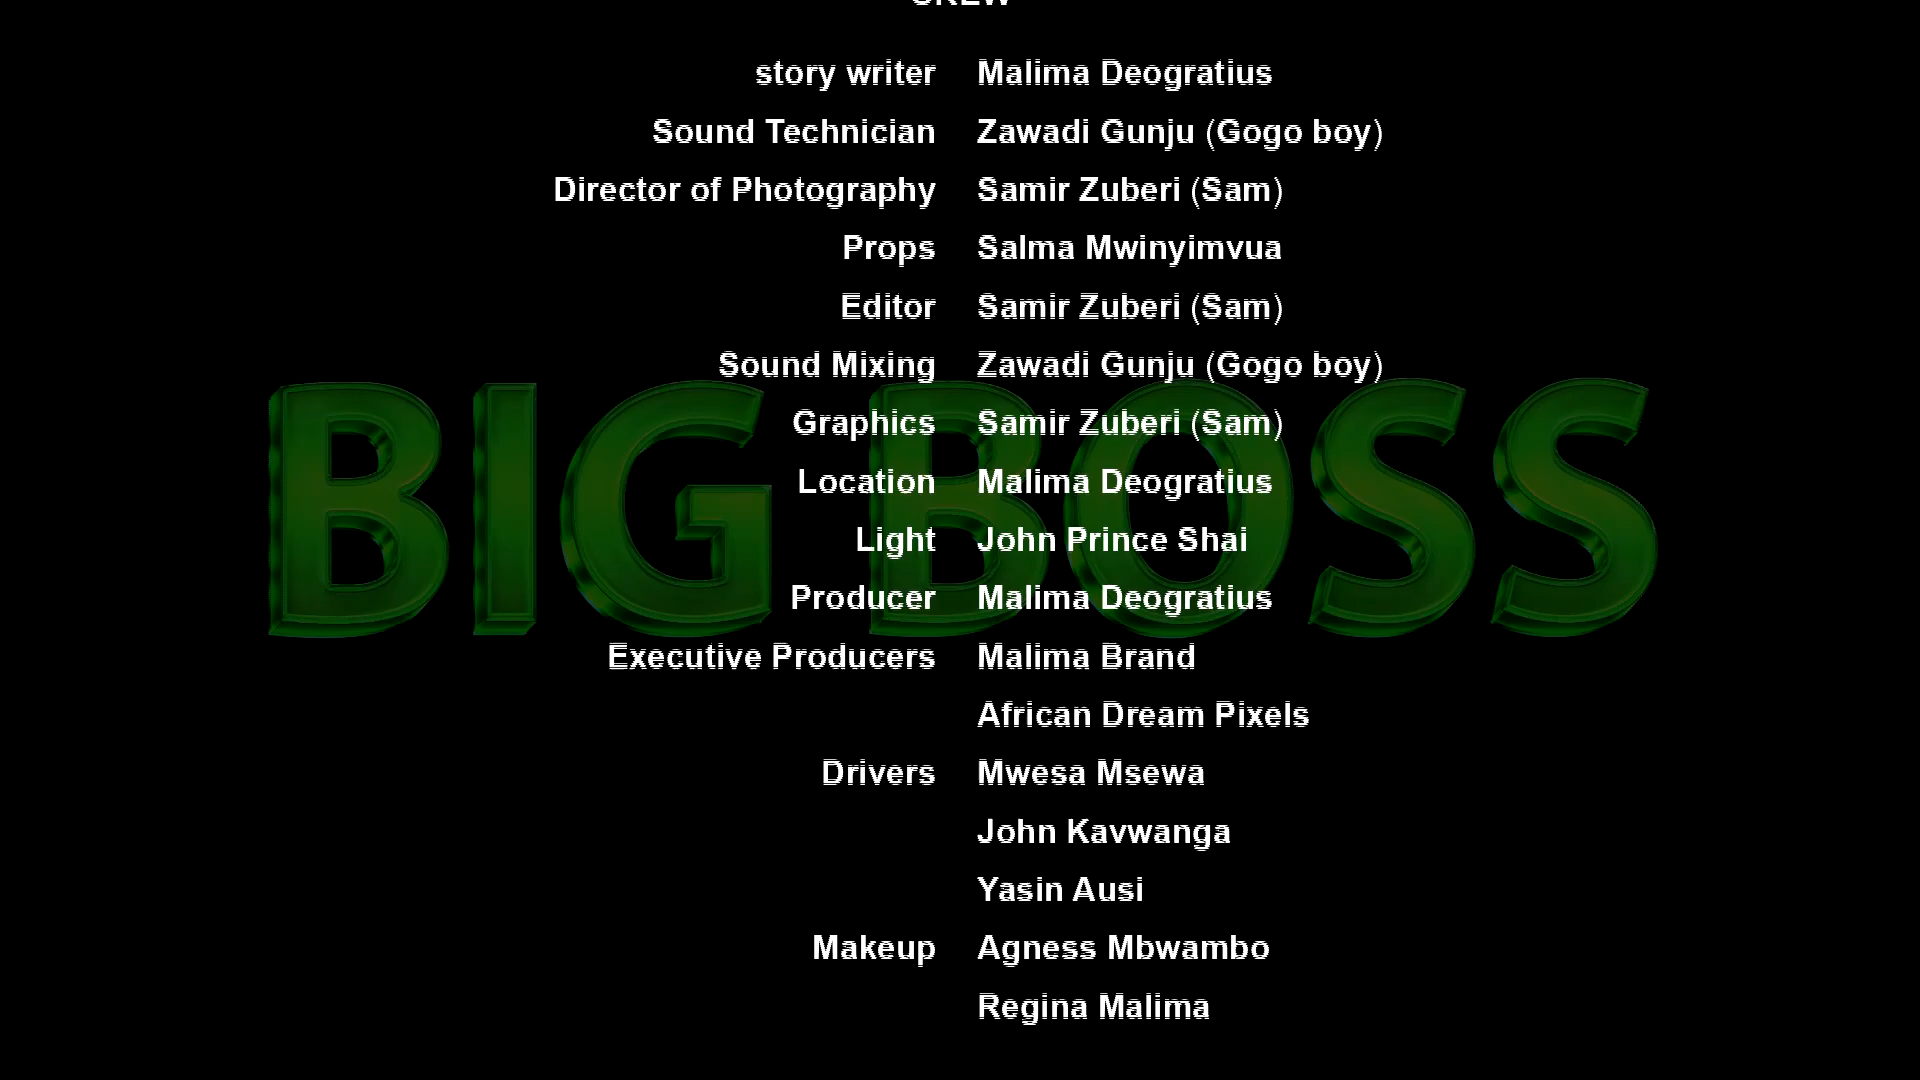 CREW
story writer Malima Deogratius
Sound Technician Zawadi Gunju (Gogo boy)
Director of Photography Samir Zuberi (Sam)
Props Salma Mwinyimvua
Editor Samir Zuberi (Sam)
Sound Mixing Zawadi Gunju (Gogo boy)
Graphics Samir Zuberi (Sam)
Location Malima Deogratius
Light John Prince Shai
Producer Malima Deogratius
Executive Producers Malima Brand
African Dream Pixels
Drivers Mwesa Msewa
John Kavwanga
Yasin Ausi
Makeup Agness Mbwambo
Regina Malima
BIG BOSS